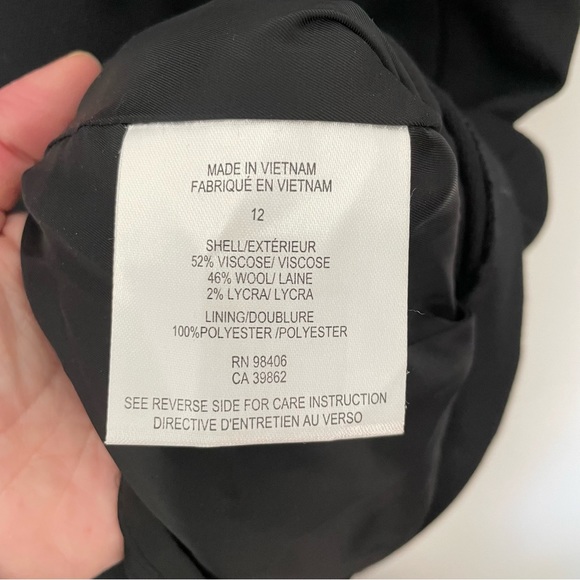 MADE IN VIETNAM
FABRIQUÉ EN VIETNAM
12
SHELL/EXTÉRIEUR
52% VISCOSE/ VISCOSE
46% WOOL/ LAINE
2% LYCRA/ LYCRA
LINING/DOUBLURE
100%POLYESTER /POLYESTER
RN 98406
CA 39862
SEE REVERSE SIDE FOR CARE INSTRUCTION
DIRECTIVE D'ENTRETIEN AU VERSO